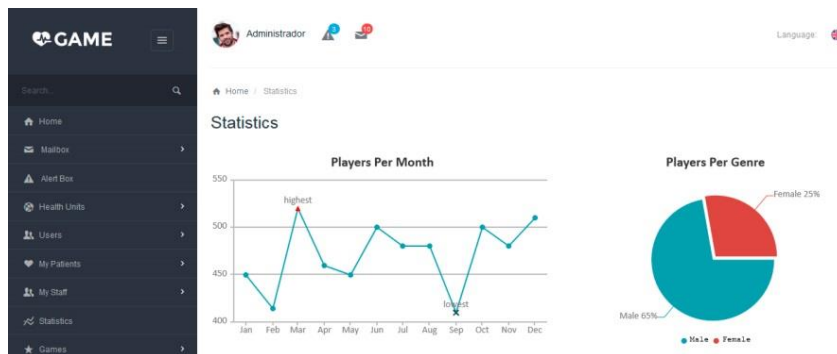 GAME
Administrador
3
10
Language:
Search...
Home / Statistics
Home
Mailbox
Alert Box
Health Units
Users
My Patients
My Staff
Statistics
Games
Statistics
Players Per Month
550
500
450
400
highest
lowest
Jan Feb Mar Apr May Jun Jul Aug Sep Oct Nov Dec
Players Per Genre
Female 25%
Male 65%
Male Female